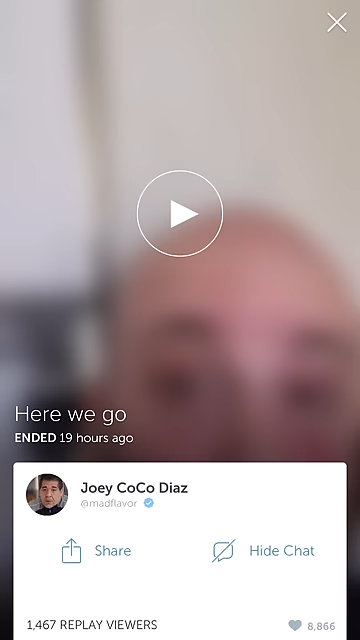 Here we go
ENDED 19 hours ago
Joey CoCo Diaz
@madflavor
Share
Hide Chat
1,467 REPLAY VIEWERS
8,866